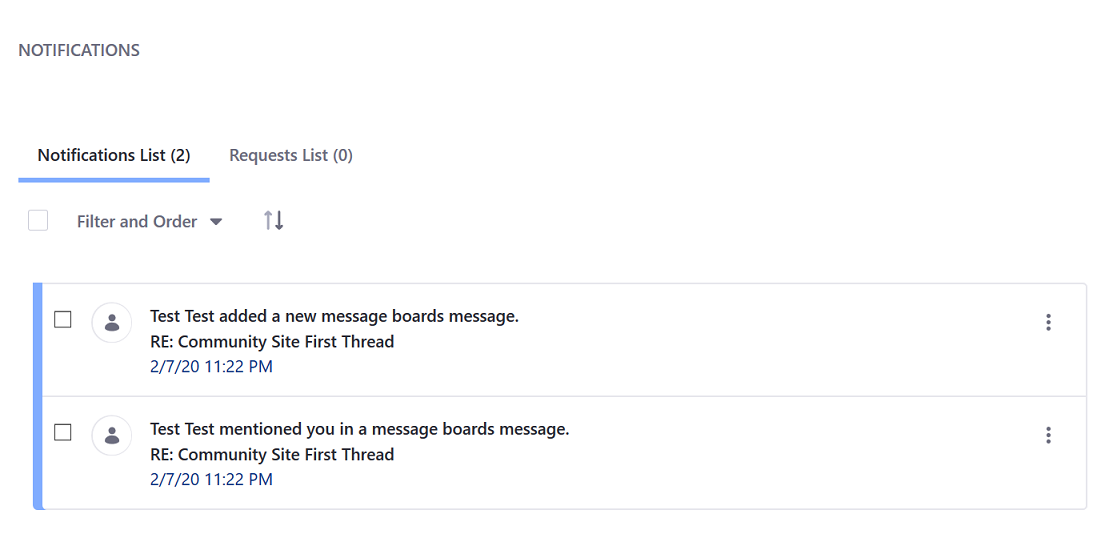 NOTIFICATIONS
Notifications List (2) Requests List (0)
Filter and Order
Test Test added a new message boards message.
RE: Community Site First Thread
2/7/20 11:22 PM
Test Test mentioned you in a message boards message.
RE: Community Site First Thread
2/7/20 11:22 PM